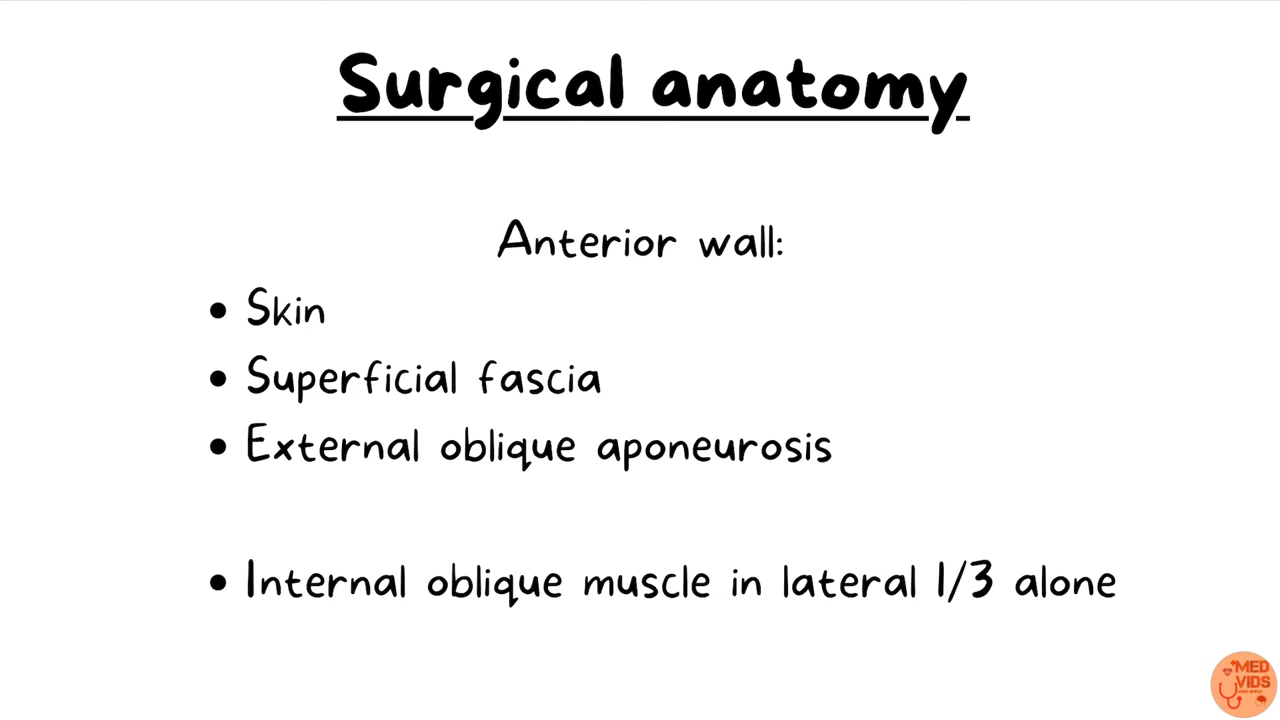 Surgical anatomy
Anterior wall:
• Skin
• Superficial fascia
• External oblique aponeurosis
• Internal oblique muscle in lateral 1/3 alone
MED
VIDS